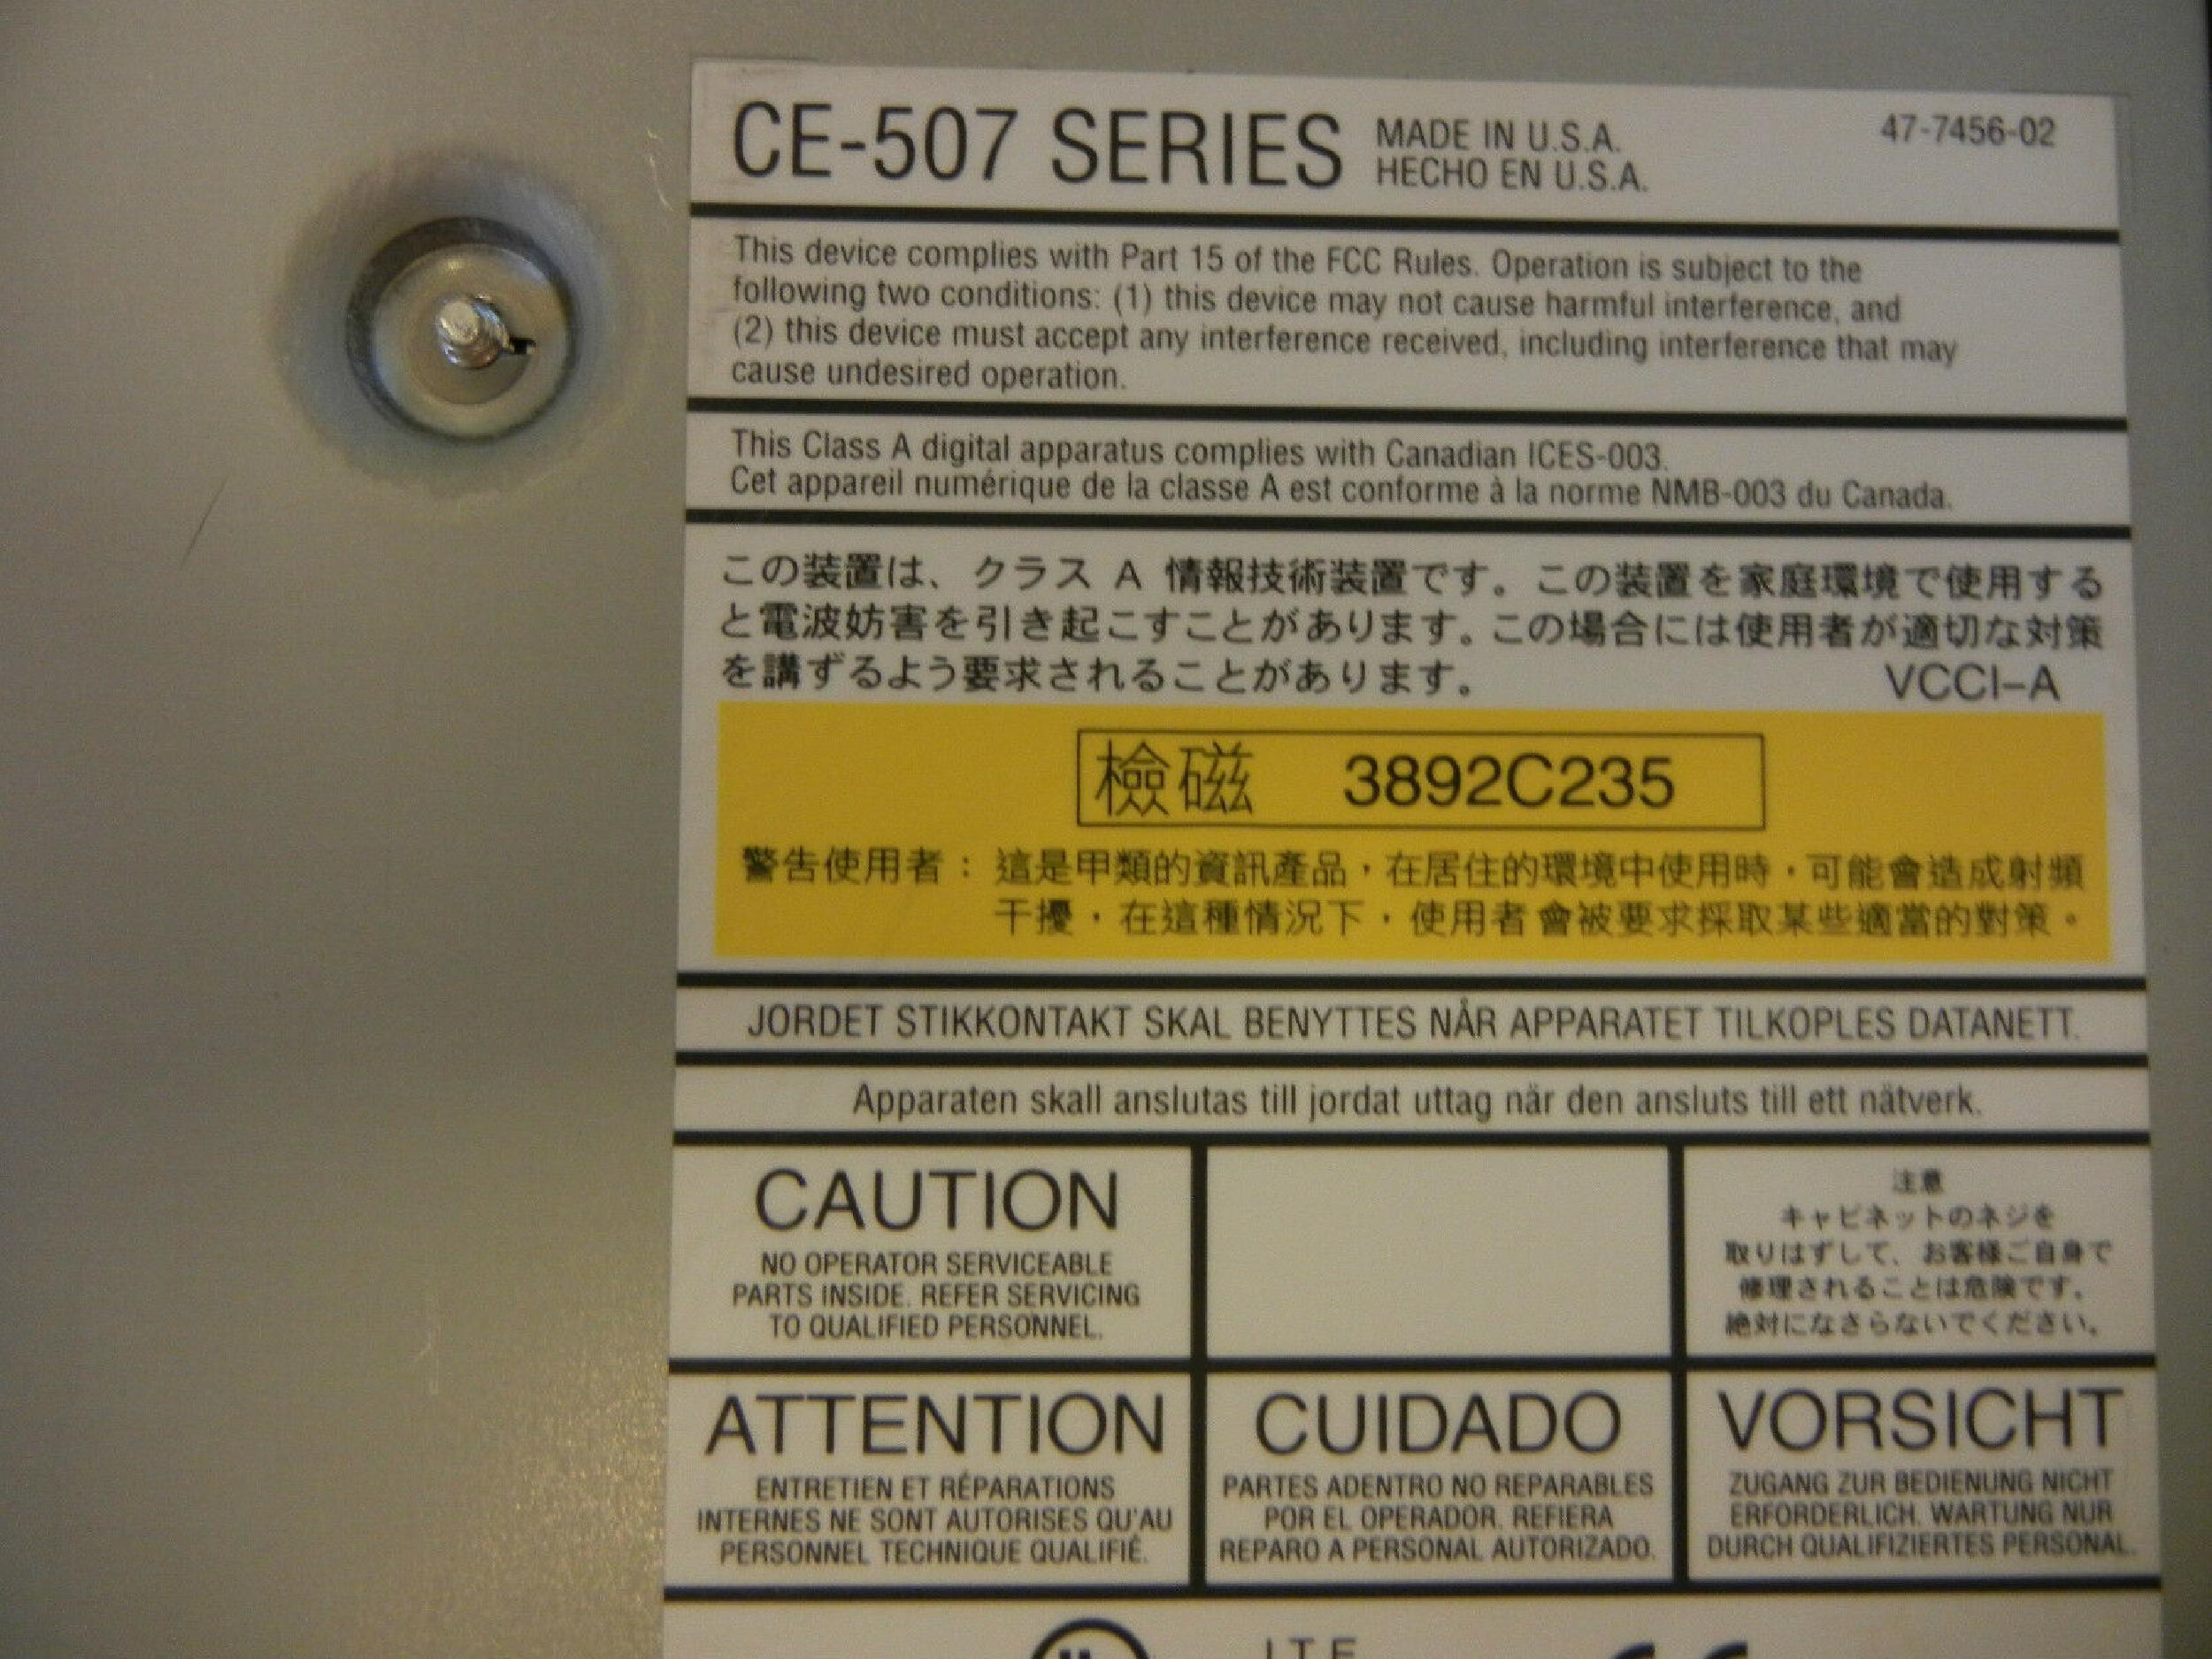 CE-507 SERIES
MADE IN U.S.A.
HECHO EN U.S.A.
47-7456-02
This device complies with Part 15 of the FCC Rules. Operation is subject to the
following two conditions: (1) this device may not cause harmful interference, and
(2) this device must accept any interference received, including interference that may
cause undesired operation.
This Class A digital apparatus complies with Canadian ICES-003.
Cet appareil numérique de la classe A est conforme à la norme NMB-003 du Canada.
この装置は、クラス A 情報技術装置です。この装置を家庭環境で使用する
と電波妨害を引き起こすことがあります。この場合には使用者が適切な対策
を講ずるよう要求されることがあります。
VCCI-A
檢磁 3892C235
警告使用者：這是甲類的資訊產品，在居住的環境中使用時，可能會造成射頻
干擾，在這種情況下，使用者會被要求採取某些適當的對策。
JORDET STIKKONTAKT SKAL BENYTTES NÅR APPARATET TILKOPLES DATANETT.
Apparaten skall anslutas till jordat uttag när den ansluts till ett nätverk.
CAUTION
NO OPERATOR SERVICEABLE
PARTS INSIDE. REFER SERVICING
TO QUALIFIED PERSONNEL.
注意
キャビネットのネジを
取りはずして、お客様ご自身で
修理されることは危険です。
絶対になさらないでください。
ATTENTION
ENTRETIEN ET RÉPARATIONS
INTERNES NE SONT AUTORISES QU'AU
PERSONNEL TECHNIQUE QUALIFIÉ.
CUIDADO
PARTES ADENTRO NO REPARABLES
POR EL OPERADOR. REFIERA
REPARO A PERSONAL AUTORIZADO.
VORSICHT
ZUGANG ZUR BEDIENUNG NICHT
ERFORDERLICH. WARTUNG NUR
DURCH QUALIFIZIERTES PERSONAL.
I.T.E.